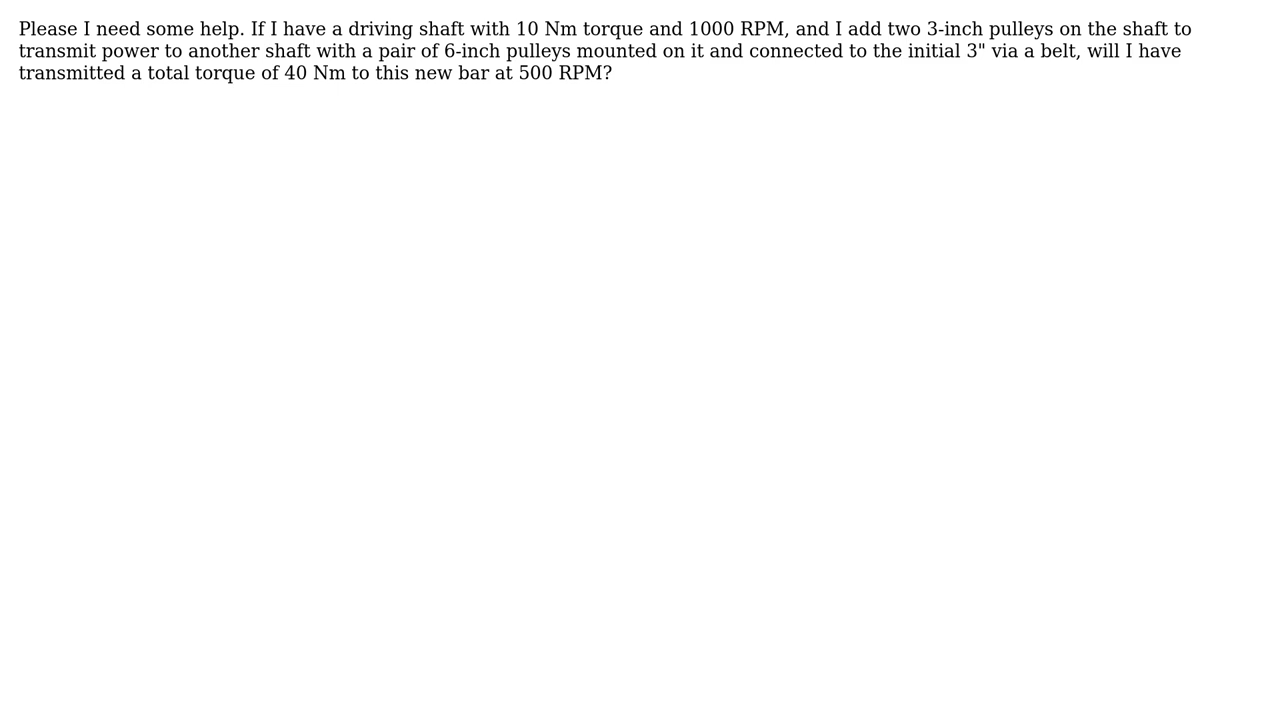 Please I need some help. If I have a driving shaft with 10 Nm torque and 1000 RPM, and I add two 3-inch pulleys on the shaft to
transmit power to another shaft with a pair of 6-inch pulleys mounted on it and connected to the initial 3" via a belt, will I have
transmitted a total torque of 40 Nm to this new bar at 500 RPM?